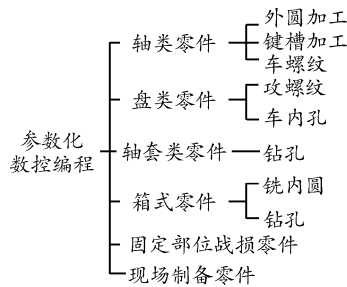 参数化
数控编程
轴类零件
外圆加工
键槽加工
车螺纹
盘类零件
攻螺纹
车内孔
轴套类零件
钻孔
箱式零件
铣内圆
钻孔
固定部位战损零件
现场制备零件